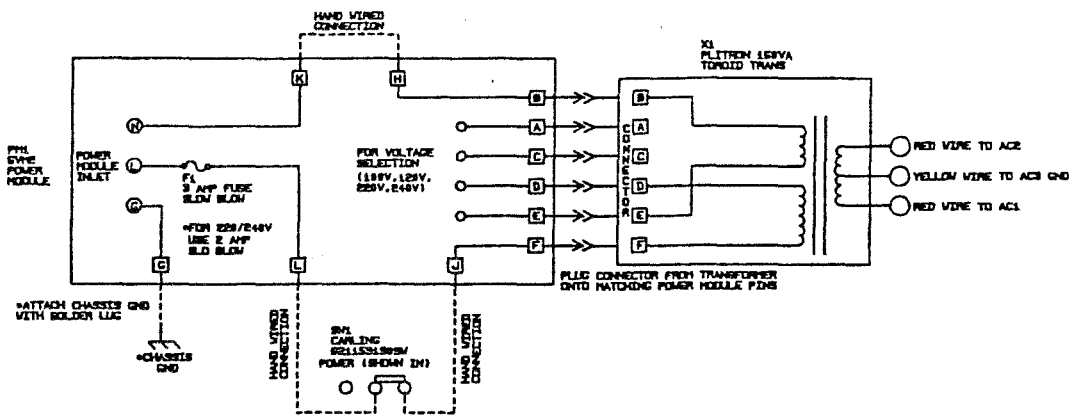 HAND WIRED
CONNECTION
X1
PLITRON 150VA
TOROID TRANS
K
H
B
B
PM1
6VM2
POWER
MODULE
N
POWER
MODULE
INLET
L
G
F1
3 AMP FUSE
SLOW BLOW
*FOR 220/240V
USE 2 AMP
SLO BLOW
FOR VOLTAGE
SELECTION
(100V,120V,
220V,240V)
A
C
D
E
F
CONNECTOR
A
C
D
E
F
RED WIRE TO AC2
YELLOW WIRE TO AC3 GND
RED WIRE TO AC1
G
L
J
PLUG CONNECTOR FROM TRANSFORMER
ONTO MATCHING POWER MODULE PINS
*ATTACH CHASSIS GND
WITH SOLDER LUG
*CHASSIS
GND
HAND WIRED
CONNECTION
SW1
CARLING
POWER (SHOWN IN)
HAND WIRED
CONNECTION